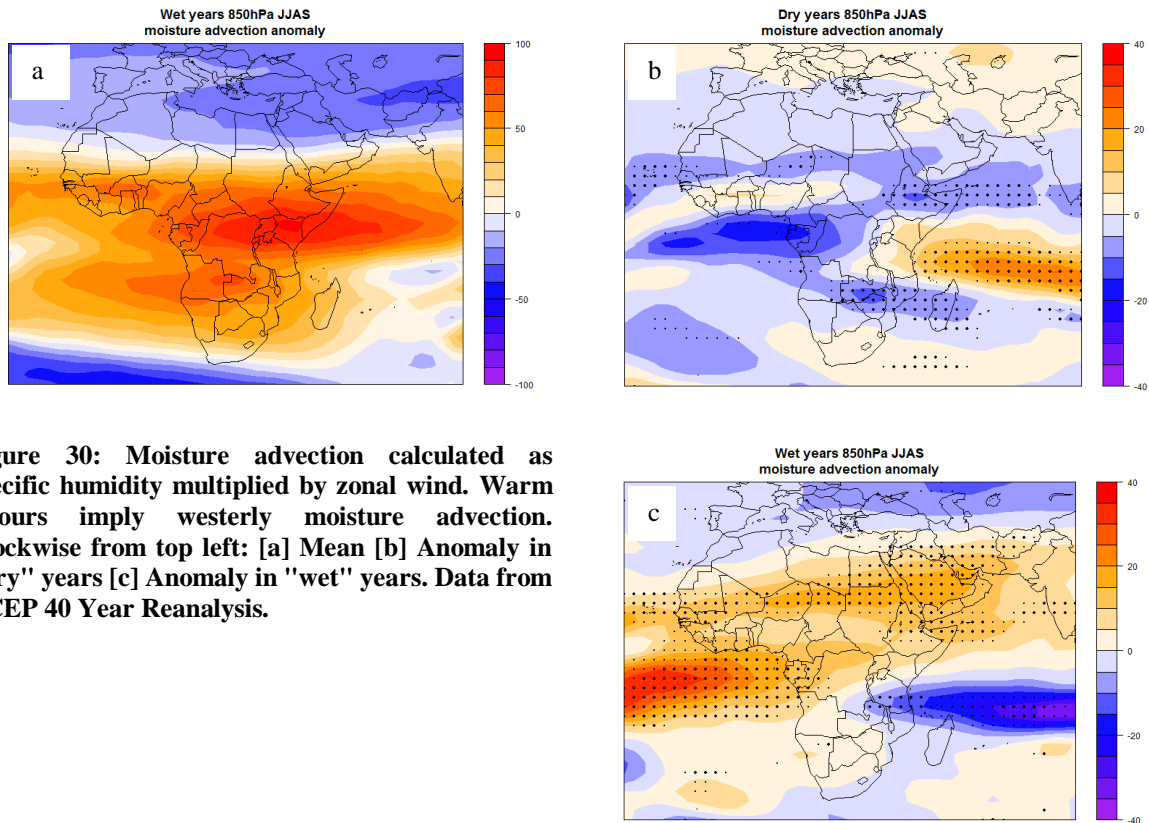 Wet years 850hPa JJAS
moisture advection anomaly
a
100
50
0
-50
-100
Dry years 850hPa JJAS
moisture advection anomaly
b
40
20
0
-20
-40
gure 30: Moisture advection calculated as
ecific humidity multiplied by zonal wind. Warm
ours imply westerly moisture advection.
ockwise from top left: [a] Mean [b] Anomaly in
ry" years [c] Anomaly in "wet" years. Data from
CEP 40 Year Reanalysis.
Wet years 850hPa JJAS
moisture advection anomaly
c
40
20
0
-20
-40